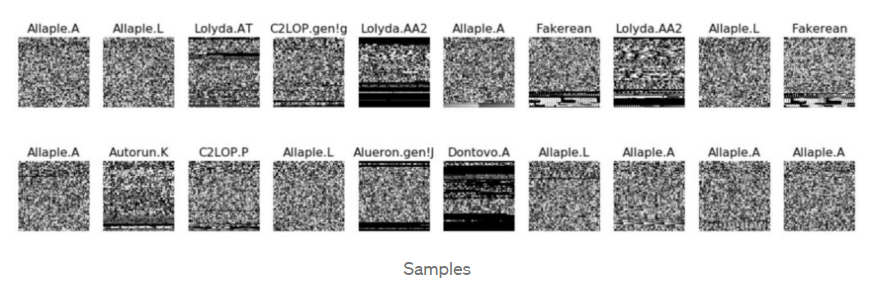 Allaple.A Allaple.L Lolyda.AT C2LOP.gen!g Lolyda.AA2 Allaple.A Fakerean Lolyda.AA2 Allaple.L Fakerean
Allaple.A Autorun.K C2LOP.P Allaple.L Alueron.gen!J Dontovo.A Allaple.L Allaple.A Allaple.A Allaple.A
Samples